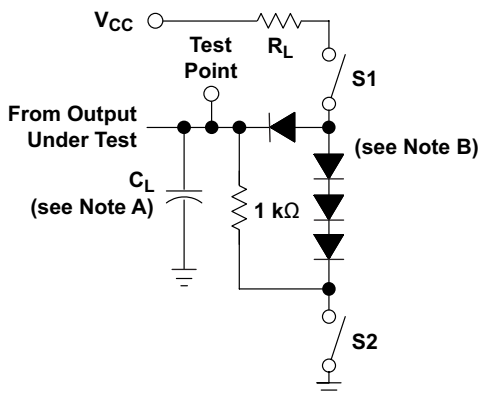 VCC
RL
Test
Point
S1
From Output
Under Test
(see Note B)
CL
(see Note A)
1 kΩ
S2